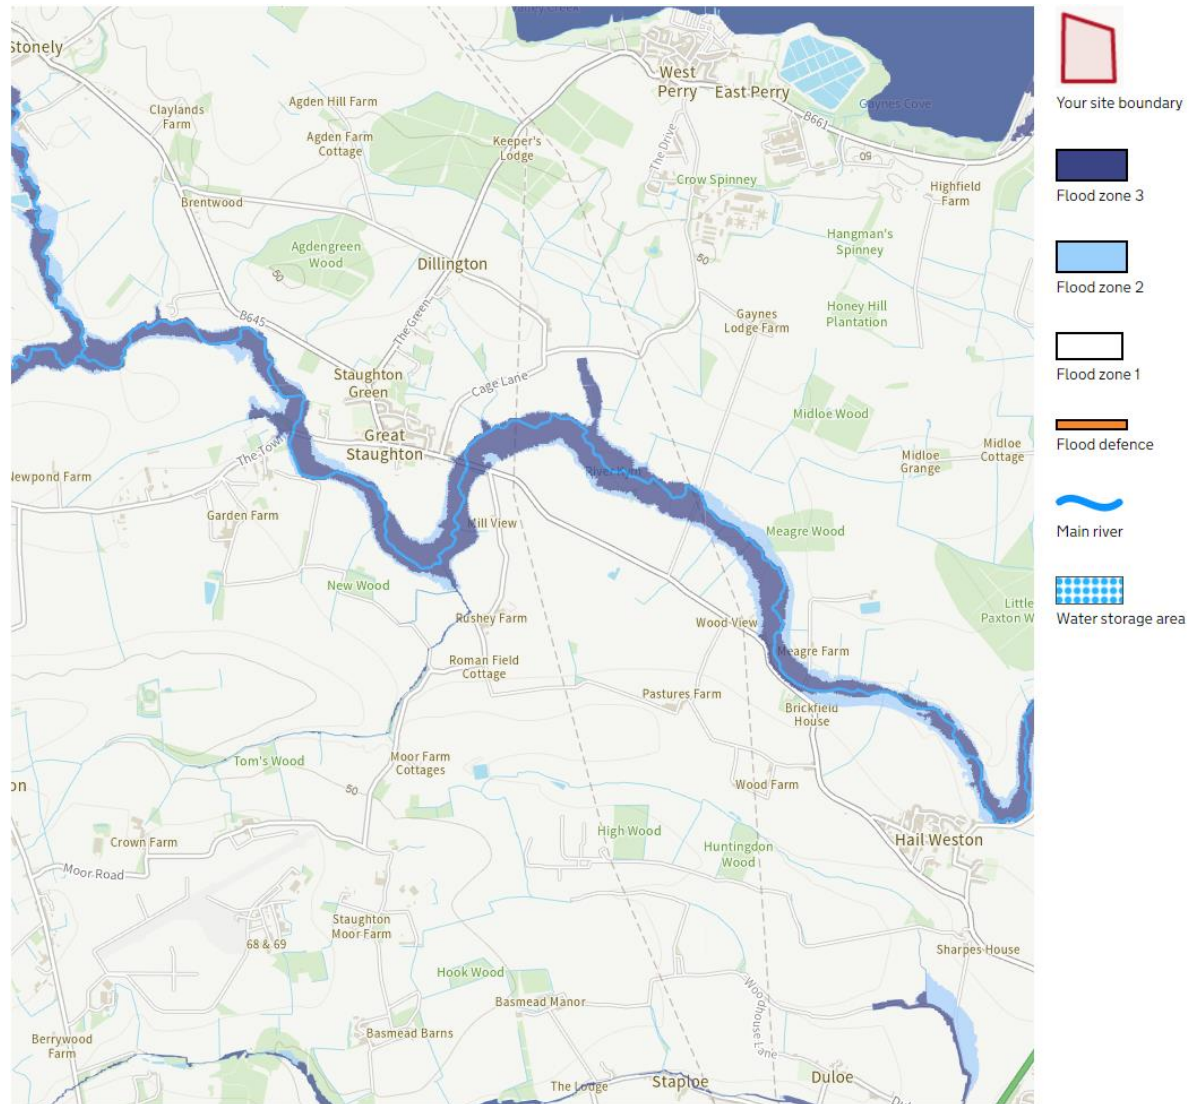 Valley Creek
stonely
West
Perry
East Perry
Claylands
Farm
Agden Hill Farm
Agden Farm
Cottage
Keeper's
Lodge
Gaynes Cove
B661
50
The Drive
Crow Spinney
Highfield
Farm
Brentwood
Agdengreen
Wood
50
Dillington
Hangman's
Spinney
50
Honey Hill
Plantation
B645
The Green
Gaynes
Lodge Farm
Staughton
Green
Cage Lane
Midloe Wood
Great
Staughton
The Town
Midloe
Grange
Midloe
Cottage
Newpond Farm
River Kym
Garden Farm
Mill View
Meagre Wood
New Wood
Little
Paxton W
Rushey Farm
Wood View
Roman Field
Cottage
Meagre Farm
Pastures Farm
Brickfield
House
Tom's Wood
Moor Farm
Cottages
on
50
Wood Farm
Crown Farm
High Wood
Huntingdon
Wood
Hail Weston
Moor Road
Staughton
Moor Farm
68 & 69
Sharpes House
Hook Wood
Basmead Manor
Woodhouse Lane
Berrywood
Farm
Basmead Barns
The Lodge
Staploe
Duloe
Your site boundary
Flood zone 3
Flood zone 2
Flood zone 1
Flood defence
Main river
Water storage area